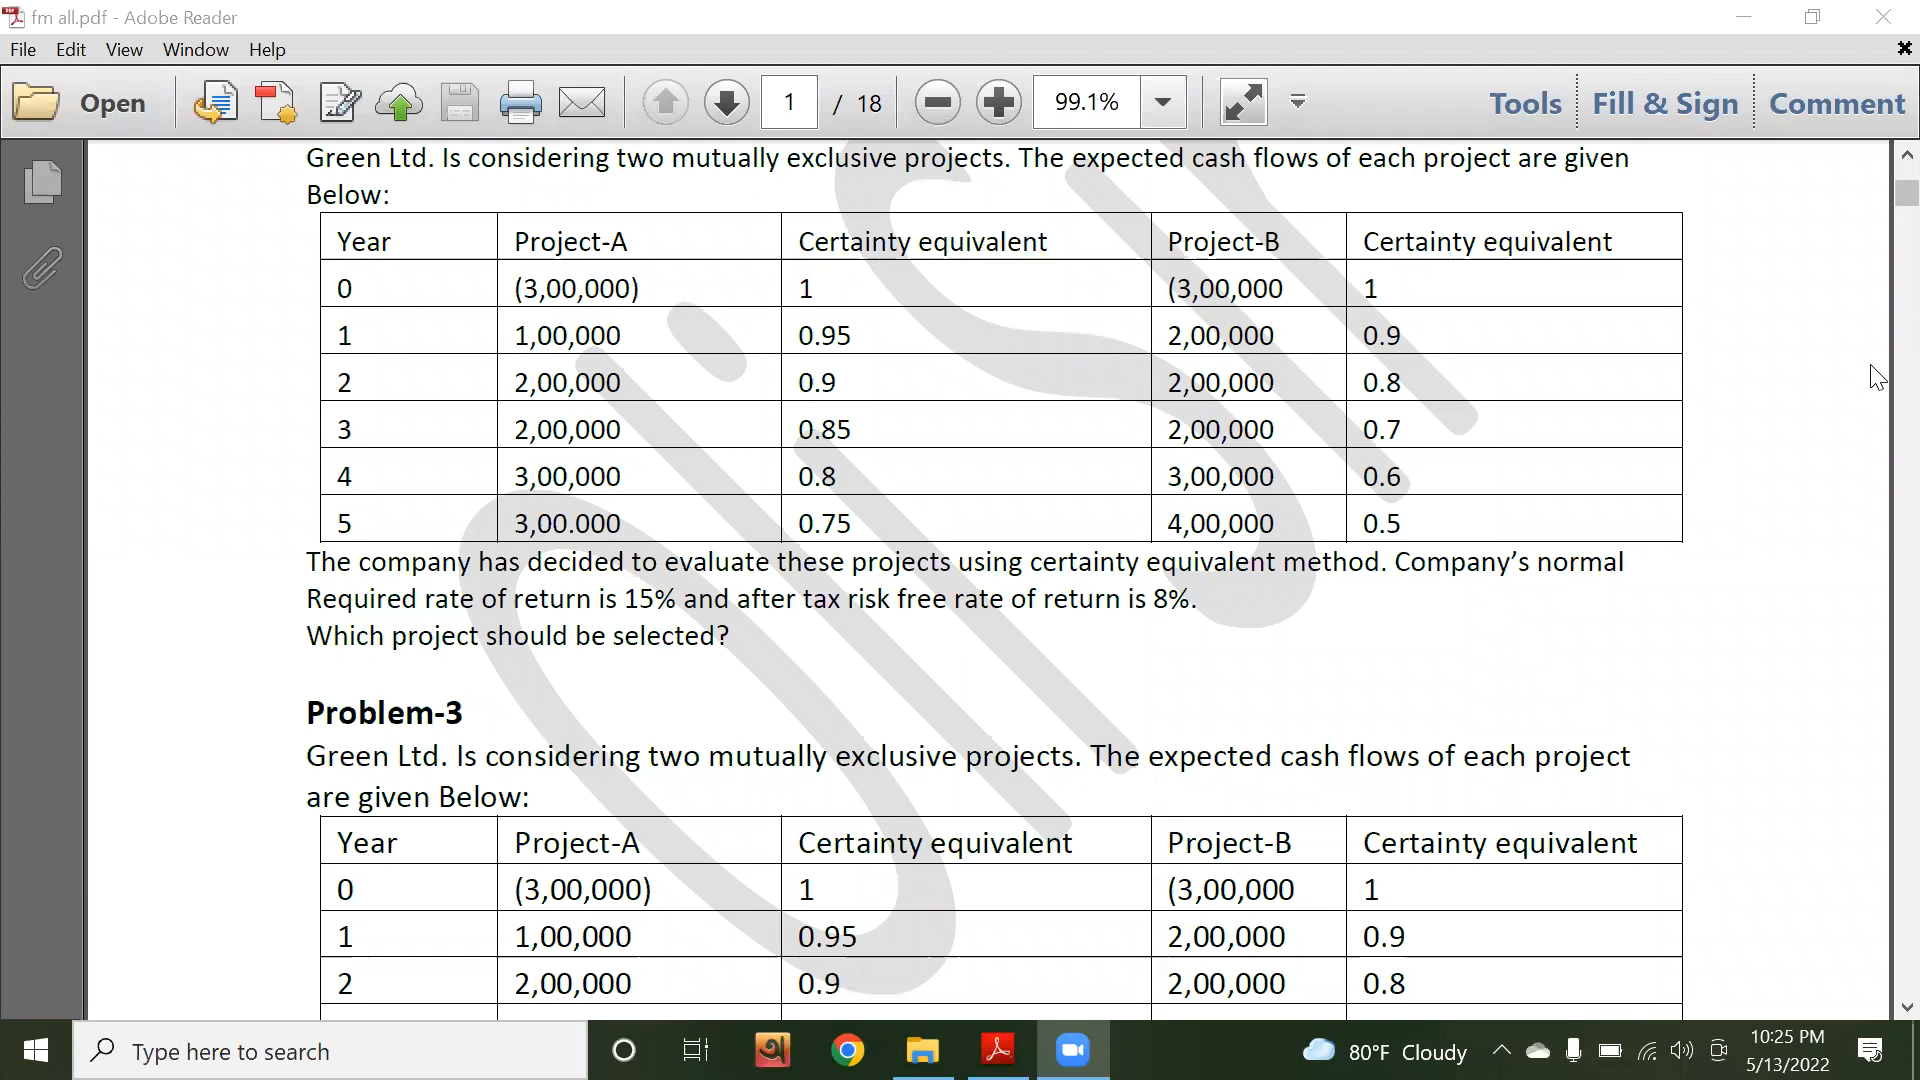 fm all.pdf - Adobe Reader
File Edit View Window Help
Open 1 / 18 99.1% Tools Fill & Sign Comment
Green Ltd. Is considering two mutually exclusive projects. The expected cash flows of each project are given
Below:
Year Project-A Certainty equivalent Project-B Certainty equivalent
0 (3,00,000) 1 (3,00,000 1
1 1,00,000 0.95 2,00,000 0.9
2 2,00,000 0.9 2,00,000 0.8
3 2,00,000 0.85 2,00,000 0.7
4 3,00,000 0.8 3,00,000 0.6
5 3,00.000 0.75 4,00,000 0.5
The company has decided to evaluate these projects using certainty equivalent method. Company’s normal
Required rate of return is 15% and after tax risk free rate of return is 8%.
Which project should be selected?
Problem-3
Green Ltd. Is considering two mutually exclusive projects. The expected cash flows of each project
are given Below:
Year Project-A Certainty equivalent Project-B Certainty equivalent
0 (3,00,000) 1 (3,00,000 1
1 1,00,000 0.95 2,00,000 0.9
2 2,00,000 0.9 2,00,000 0.8
Type here to search 80°F Cloudy 10:25 PM
5/13/2022